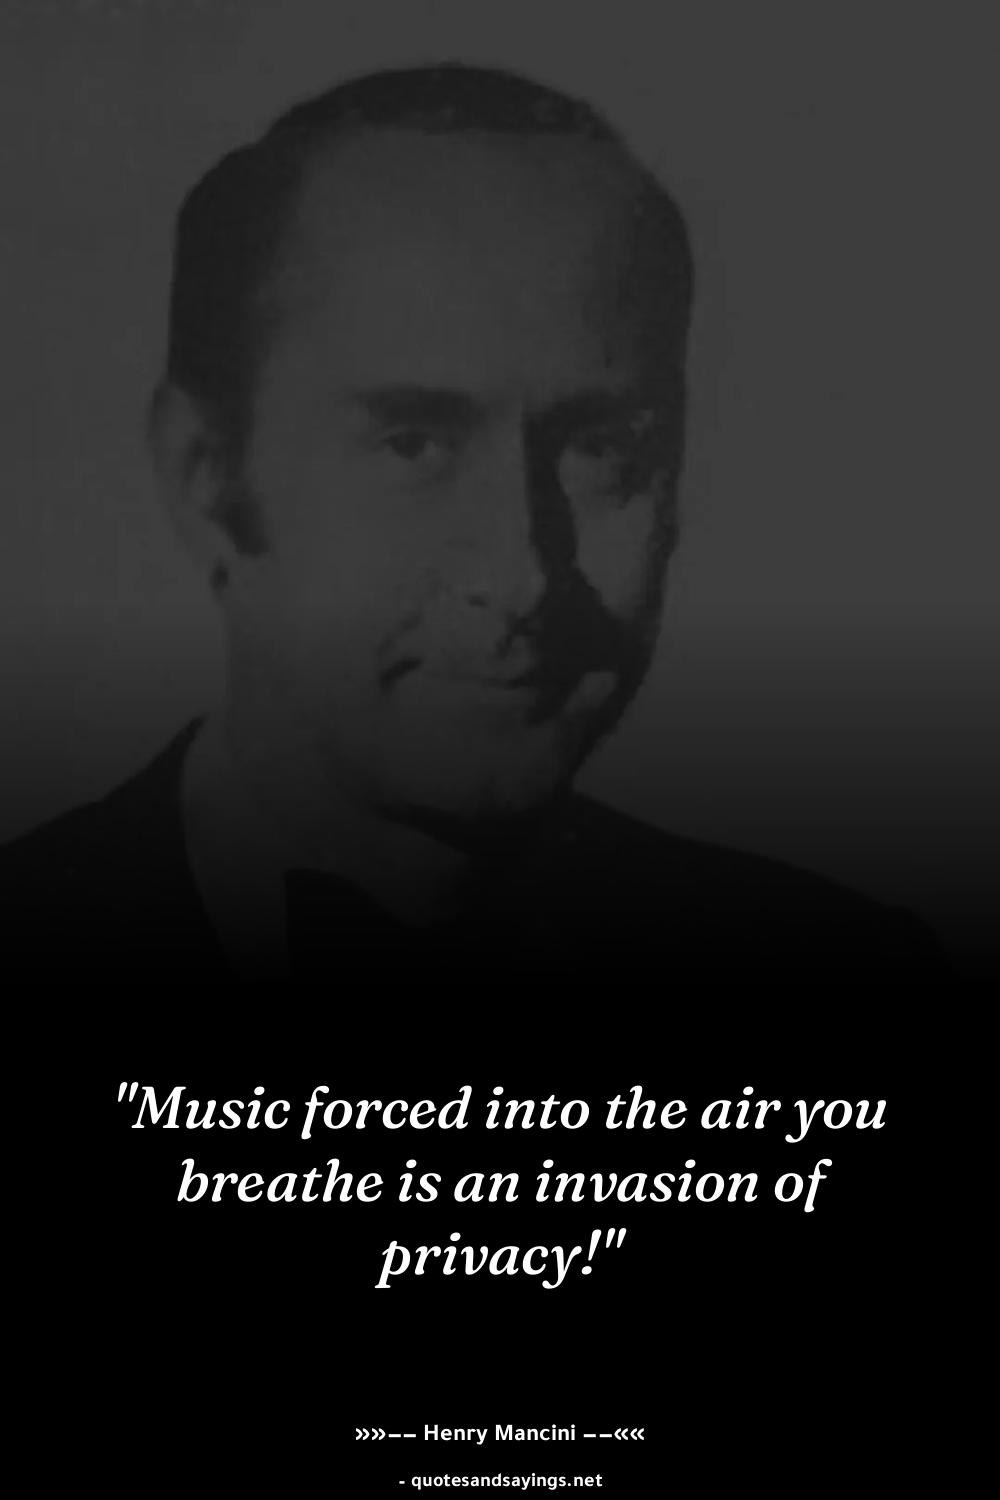 "Music forced into the air you
breathe is an invasion of
privacy!"
»»–– Henry Mancini ––««
- quotesandsayings.net